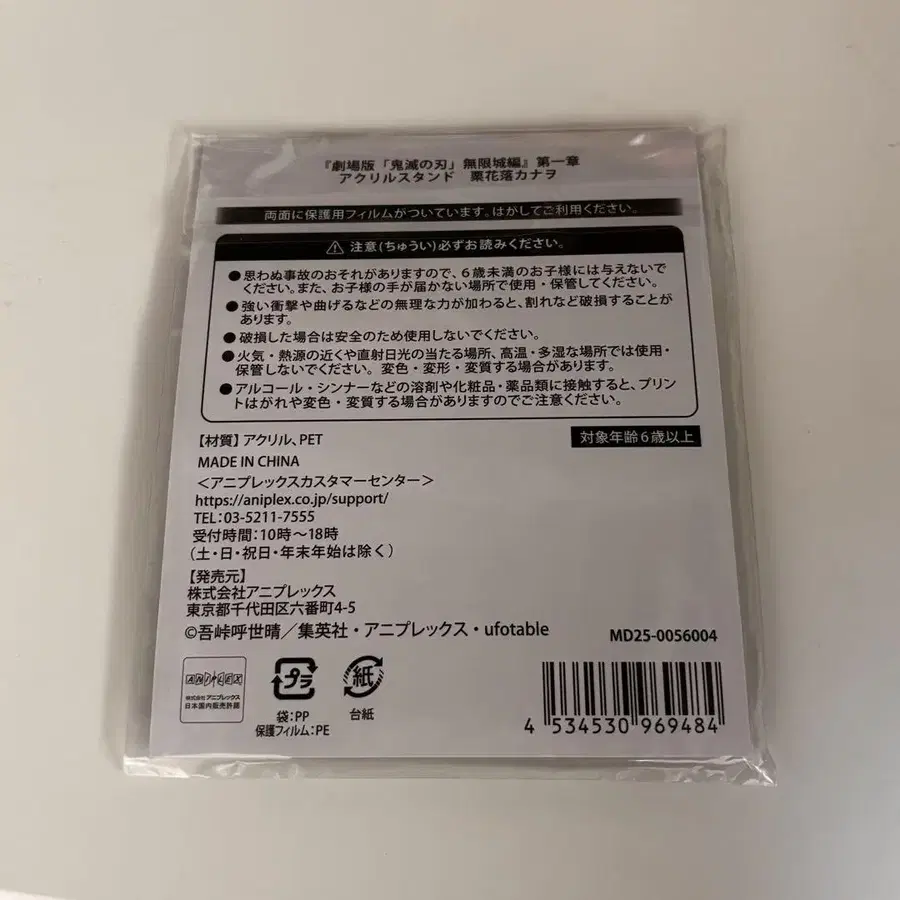 『劇場版「鬼滅の刃」無限城編』第一章
アクリルスタンド　栗花落カナヲ
両面に保護用フィルムがついています。はがしてご利用ください。
注意(ちゅうい)必ずお読みください。
●思わぬ事故のおそれがありますので、6歳未満のお子様には与えないで
ください。また、お子様の手が届かない場所で使用・保管してください。
●強い衝撃や曲げるなどの無理な力が加わると、割れなど破損することが
あります。
●破損した場合は安全のため使用しないでください。
●火気・熱源の近くや直射日光の当たる場所、高温・多湿な場所では使用・
保管しないでください。変色・変形・変質する場合があります。
●アルコール・シンナーなどの溶剤や化粧品・薬品類に接触すると、プリン
トはがれや変色・変質する場合がありますのでご注意ください。
【材質】アクリル、PET
対象年齢6歳以上
MADE IN CHINA
＜アニプレックスカスタマーセンター＞
https://aniplex.co.jp/support/
TEL:03-5211-7555
受付時間:10時～18時
(土・日・祝日・年末年始は除く)
【発売元】
株式会社アニプレックス
東京都千代田区六番町4-5
©吾峠呼世晴／集英社・アニプレックス・ufotable
MD25-0056004
ANIPLEX
株式会社アニプレックス
日本国内販売許諾
プラ
袋:PP
保護フィルム:PE
紙
台紙
4 534530 969484